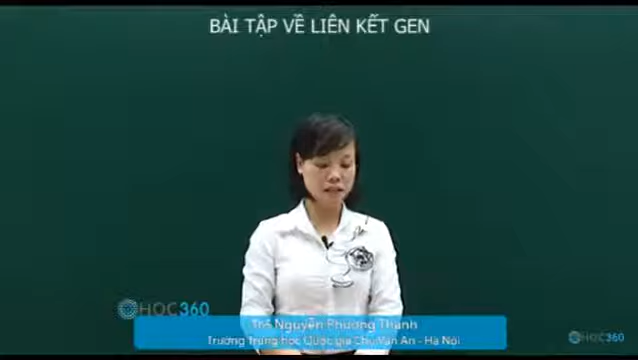 BÀI TẬP VỀ LIÊN KẾT GEN
HOC360
ThS Nguyễn Phương Thanh
Trường Trung học Quốc gia Chu Văn An - Hà Nội
HOC360